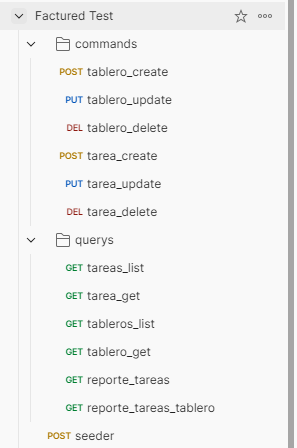 Factured Test
commands
POST tablero_create
PUT tablero_update
DEL tablero_delete
POST tarea_create
PUT tarea_update
DEL tarea_delete
querys
GET tareas_list
GET tarea_get
GET tableros_list
GET tablero_get
GET reporte_tareas
GET reporte_tareas_tablero
POST seeder